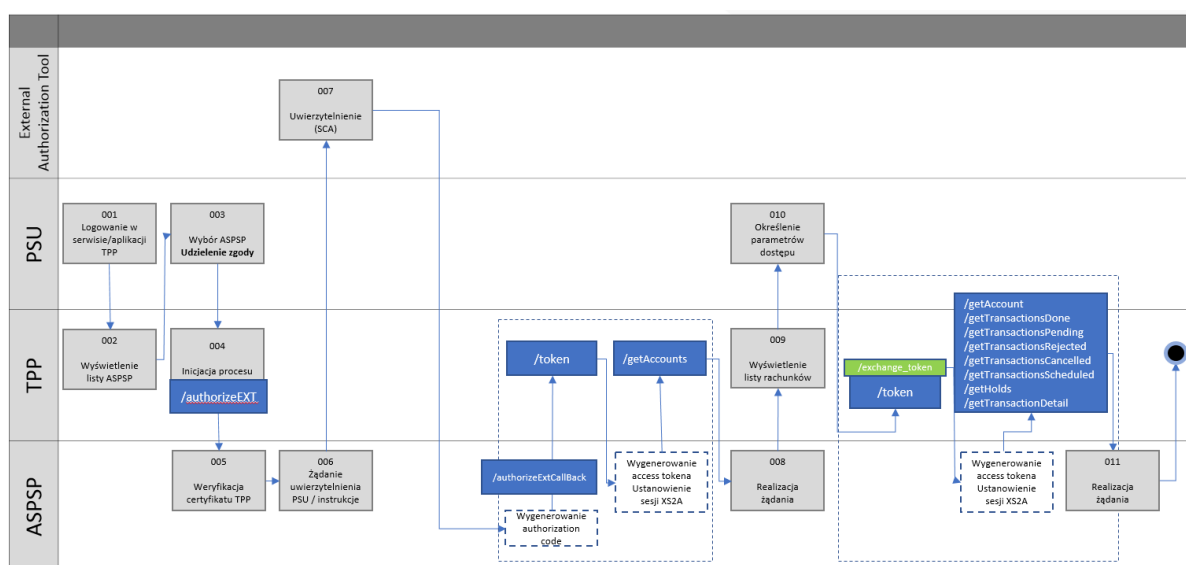 External
Authorization Tool
007
Uwierzytelnienie
(SCA)
PSU
001
Logowanie w
serwisie/aplikacji
TPP
003
Wybór ASPSP
Udzielenie zgody
010
Określenie
parametrów
dostępu
TPP
002
Wyświetlenie
listy ASPSP
004
Inicjacja procesu
/authorizeEXT
/token
/getAccounts
009
Wyświetlenie
listy rachunków
/exchange_token
/token
/getAccount
/getTransactionsDone
/getTransactionsPending
/getTransactionsRejected
/getTransactionsCancelled
/getTransactionsScheduled
/getHolds
/getTransactionDetail
ASPSP
005
Weryfikacja
certyfikatu TPP
006
Żądanie
uwierzytelnienia
PSU / instrukcje
/authorizeExtCallBack
Wygenerowanie
authorization
code
Wygenerowanie
access tokena
Ustanowienie
sesji XS2A
008
Realizacja
żądania
Wygenerowanie
access tokena
Ustanowienie
sesji XS2A
011
Realizacja
żądania